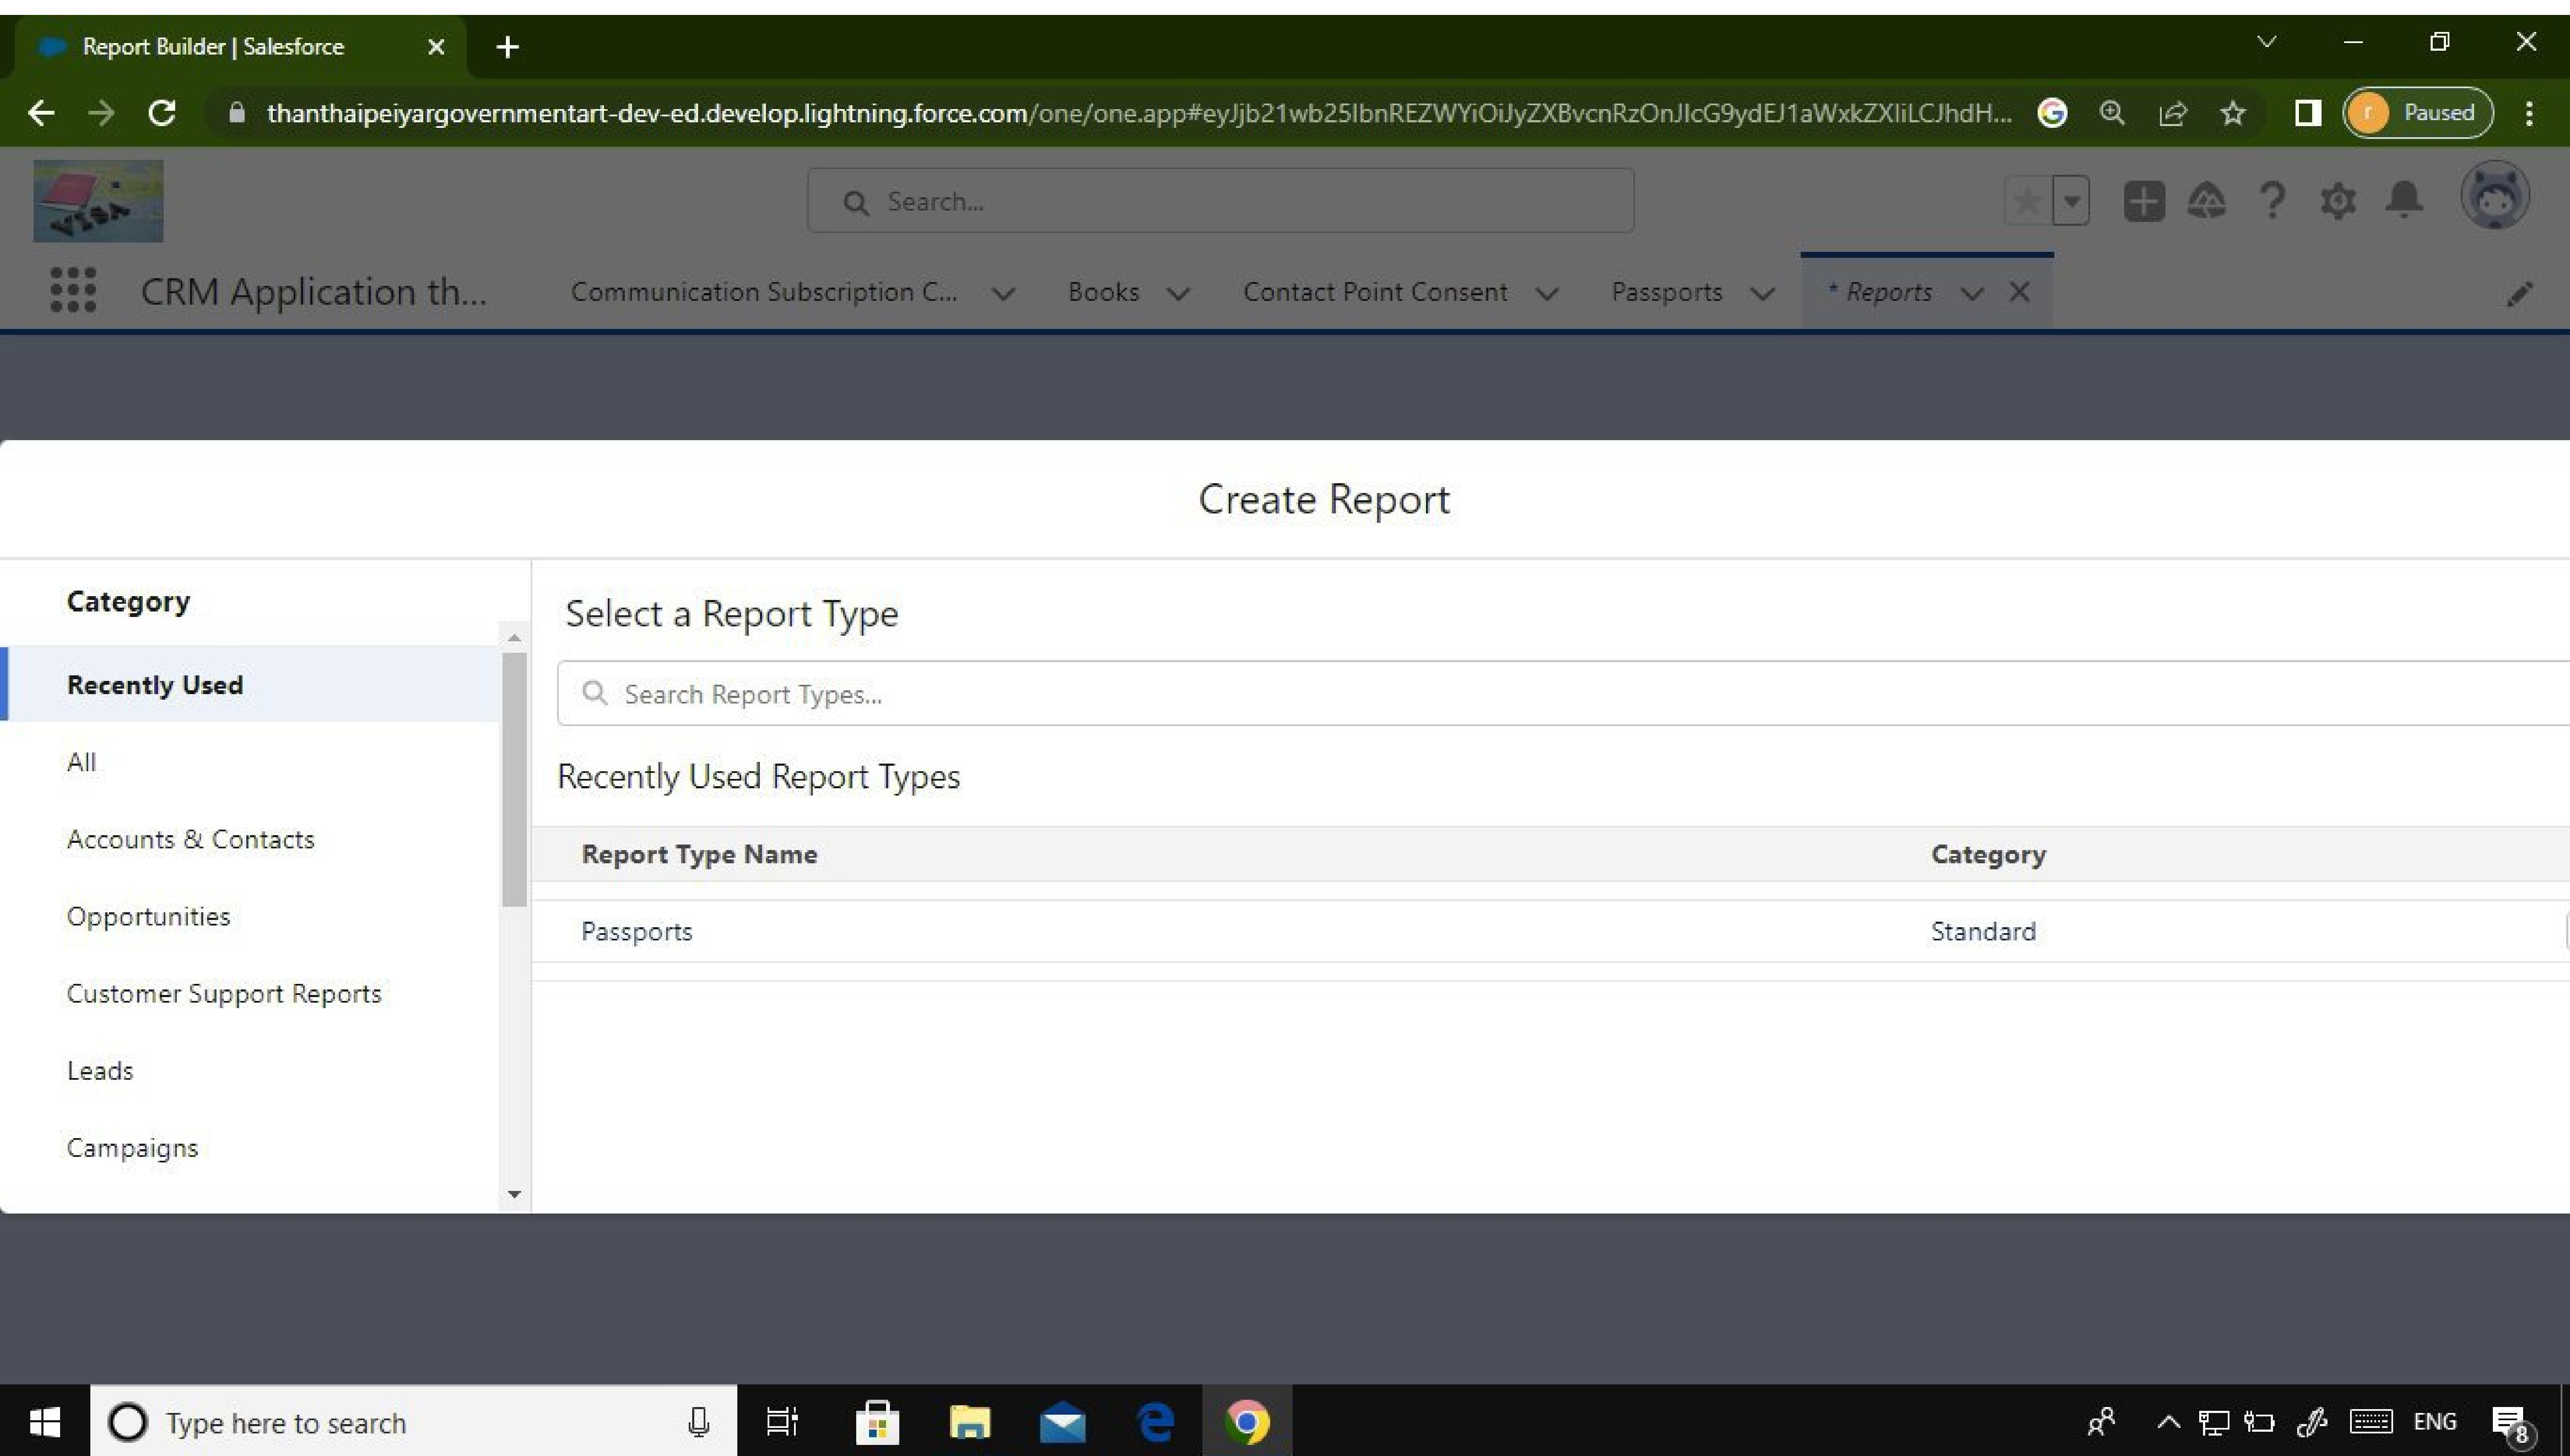 Report Builder | Salesforce
thanthaipeiyargovernmentart-dev-ed.develop.lightning.force.com/one/one.app#eyJjb21wb25lbnREZWYiOiJyZXBvcnRzOnJlcG9ydEJ1aWxkZXIiLCJhdH...
r Paused
VISA
Search...
CRM Application th... Communication Subscription C... Books Contact Point Consent Passports * Reports
Create Report
Category
Recently Used
All
Accounts & Contacts
Opportunities
Customer Support Reports
Leads
Campaigns
Select a Report Type
Search Report Types...
Recently Used Report Types
Report Type Name Category
Passports Standard
Type here to search
ENG
8